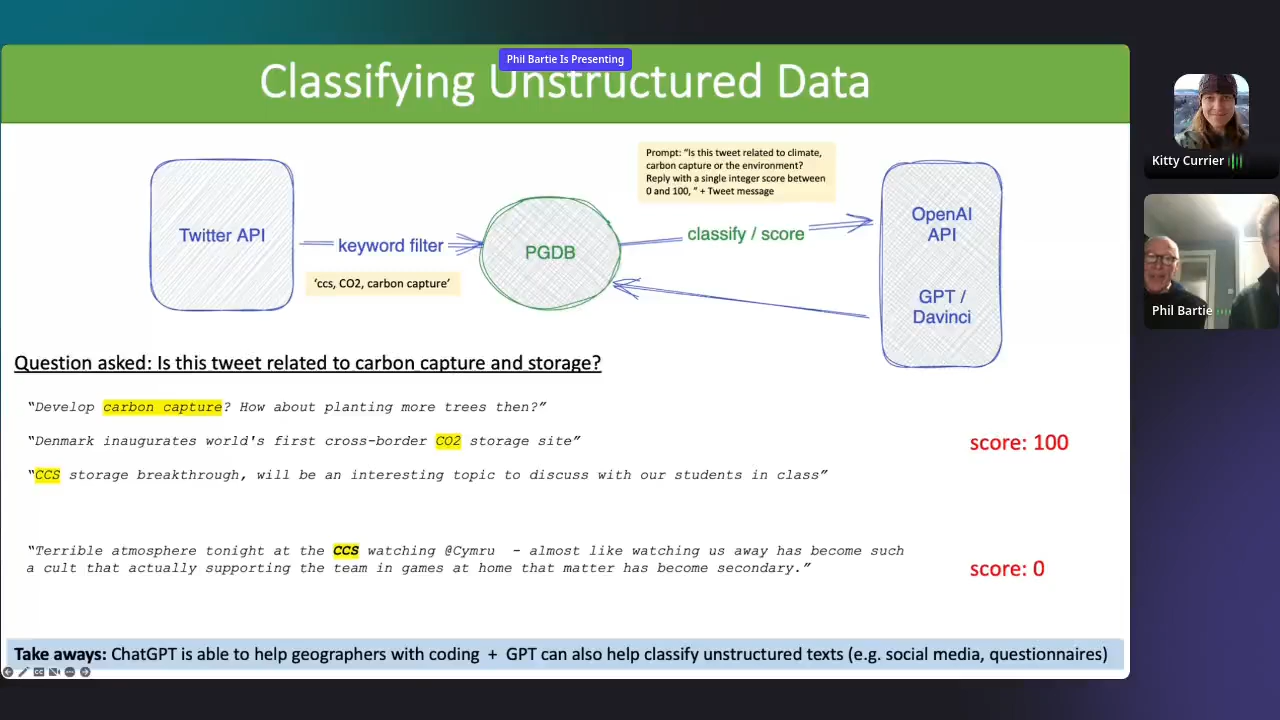 Phil Bartie Is Presenting
Classifying Unstructured Data
Prompt: "Is this tweet related to climate,
carbon capture or the environment?
Reply with a single integer score between
0 and 100, " + Tweet message
Twitter API
keyword filter
'ccs, CO2, carbon capture'
PGDB
classify / score
OpenAI
API
GPT /
Davinci
Question asked: Is this tweet related to carbon capture and storage?
"Develop carbon capture? How about planting more trees then?"
"Denmark inaugurates world's first cross-border CO2 storage site"
score: 100
"CCS storage breakthrough, will be an interesting topic to discuss with our students in class"
"Terrible atmosphere tonight at the CCS watching @Cymru - almost like watching us away has become such
a cult that actually supporting the team in games at home that matter has become secondary."
score: 0
Take aways: ChatGPT is able to help geographers with coding + GPT can also help classify unstructured texts (e.g. social media, questionnaires)
Kitty Currier
Phil Bartie